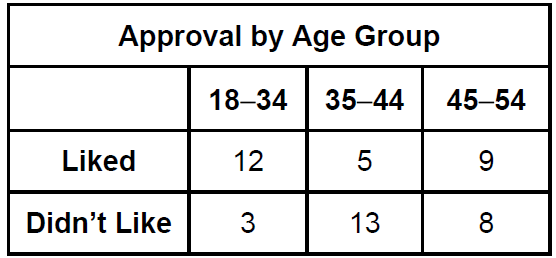 Approval by Age Group
18–34 35–44 45–54
Liked 12 5 9
Didn’t Like 3 13 8